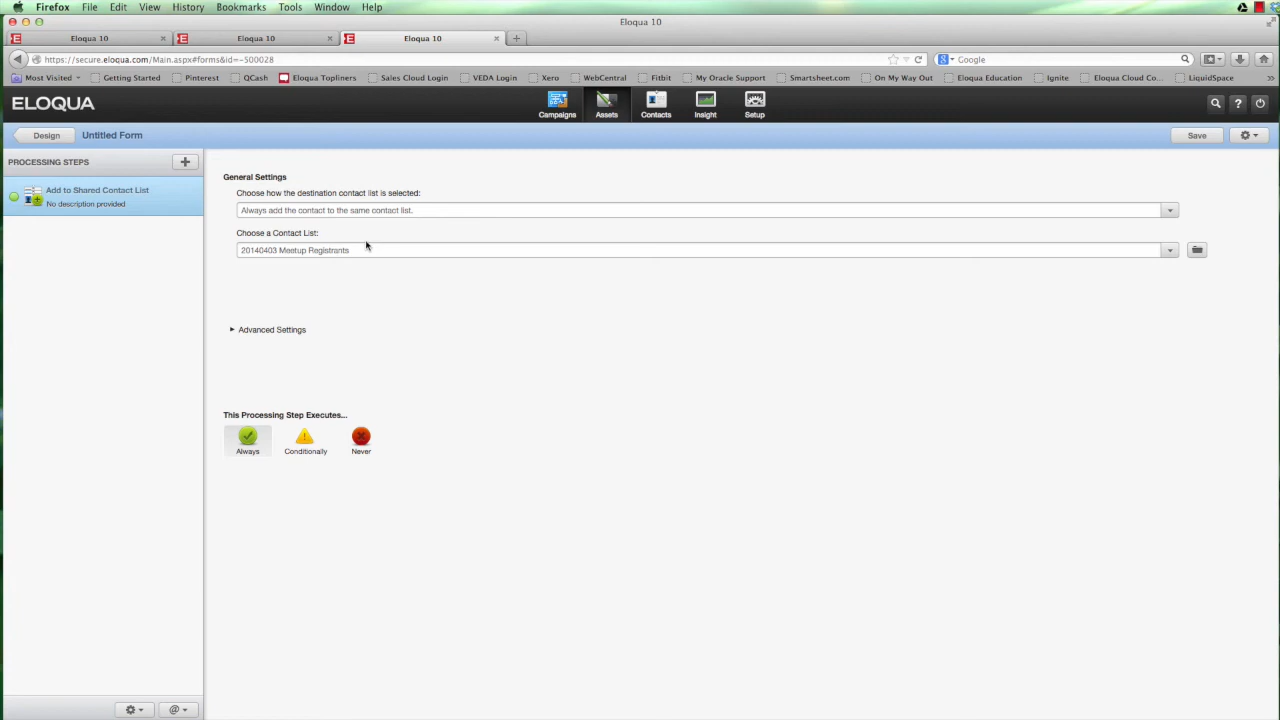 Firefox File Edit View History Bookmarks Tools Window Help
Eloqua 10
Eloqua 10 Eloqua 10 Eloqua 10
https://secure.eloqua.com/Main.aspx#forms&id=-500028 Google
Most Visited Getting Started Pinterest QCash Eloqua Topliners Sales Cloud Login VEDA Login Xero WebCentral Fitbit My Oracle Support Smartsheet.com On My Way Out Eloqua Education Ignite Eloqua Cloud Co... LiquidSpace
ELOQUA Campaigns Assets Contacts Insight Setup
Design Untitled Form Save
PROCESSING STEPS
Add to Shared Contact List
No description provided
General Settings
Choose how the destination contact list is selected:
Always add the contact to the same contact list.
Choose a Contact List:
20140403 Meetup Registrants
Advanced Settings
This Processing Step Executes...
Always Conditionally Never